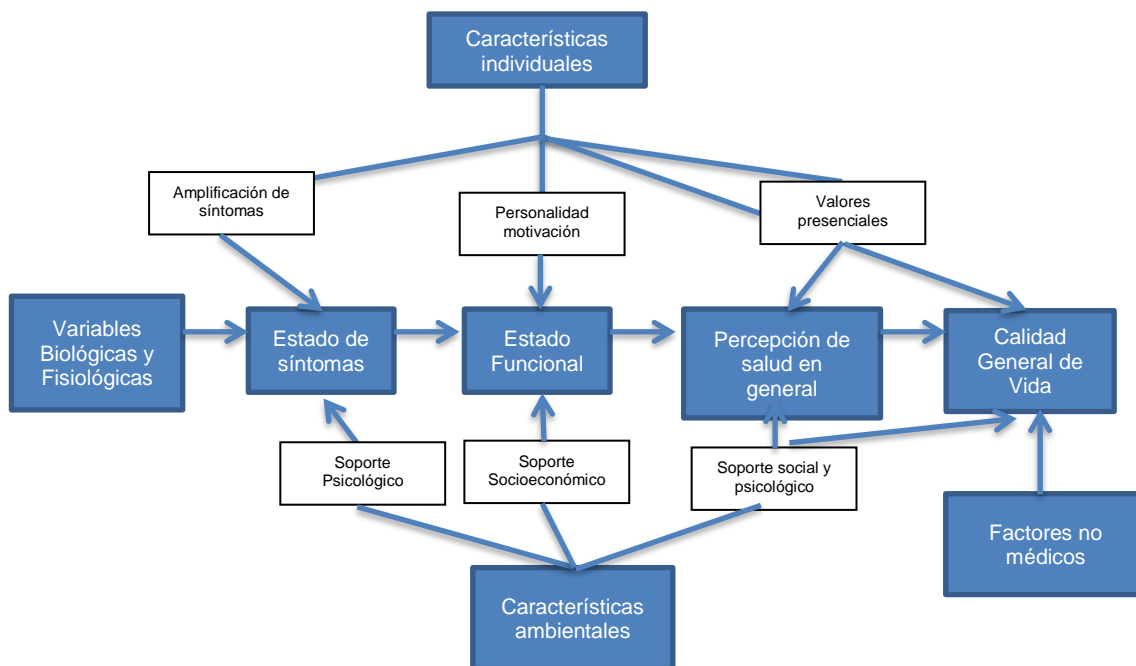 Características
individuales
Amplificación de
síntomas
Personalidad
motivación
Valores
presenciales
Variables
Biológicas y
Fisiológicas
Estado de
síntomas
Estado
Funcional
Percepción de
salud en
general
Calidad
General de
Vida
Soporte
Psicológico
Soporte
Socioeconómico
Soporte social y
psicológico
Factores no
médicos
Características
ambientales